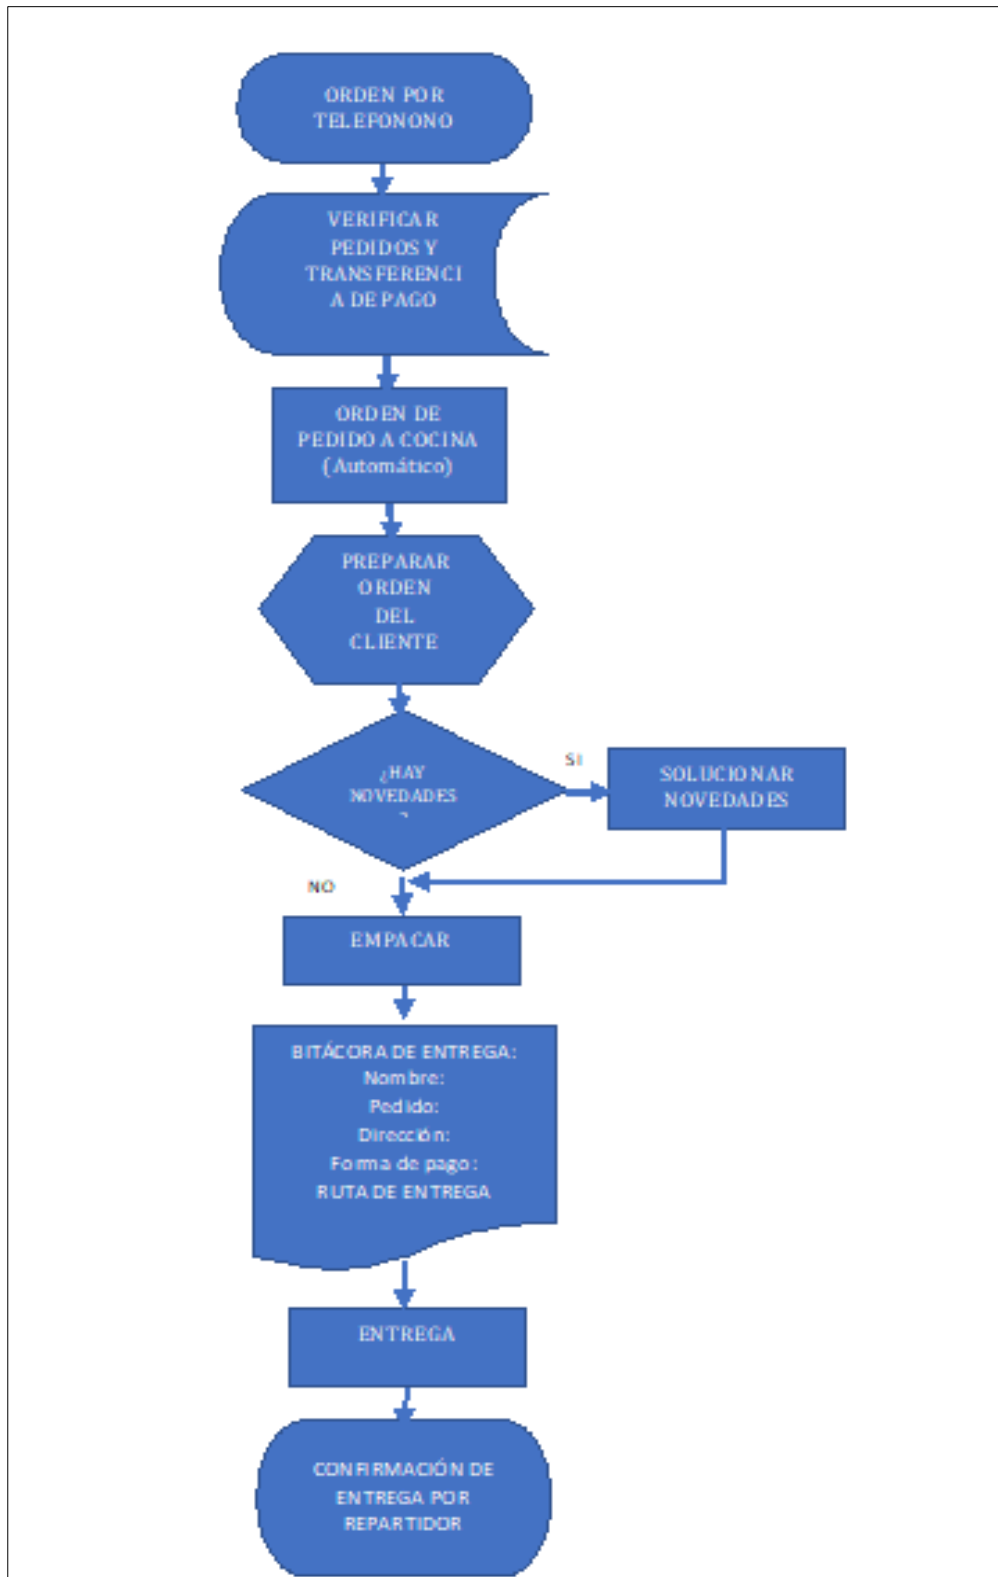 ORDEN POR
TELEFONONO
VERIFICAR
PEDIDOS Y
TRANSFERENCI
A DE PAGO
ORDEN DE
PEDIDO A COCINA
(Automático)
PREPARAR
ORDEN
DEL
CLIENTE
¿HAY
NOVEDADES
?
SI
SOLUCIONAR
NOVEDADES
NO
EMPACAR
BITÁCORA DE ENTREGA:
Nombre:
Pedido:
Dirección:
Forma de pago:
RUTA DE ENTREGA
ENTREGA
CONFIRMACIÓN DE
ENTREGA POR
REPARTIDOR